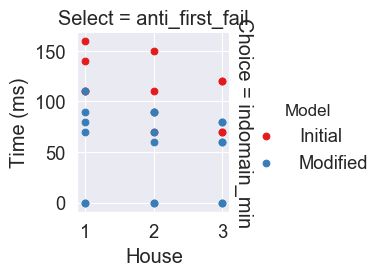 Select = anti_first_fail
Choice = indomain_min
Time (ms)
150
100
50
0
1 2 3
House
Model
Initial
Modified